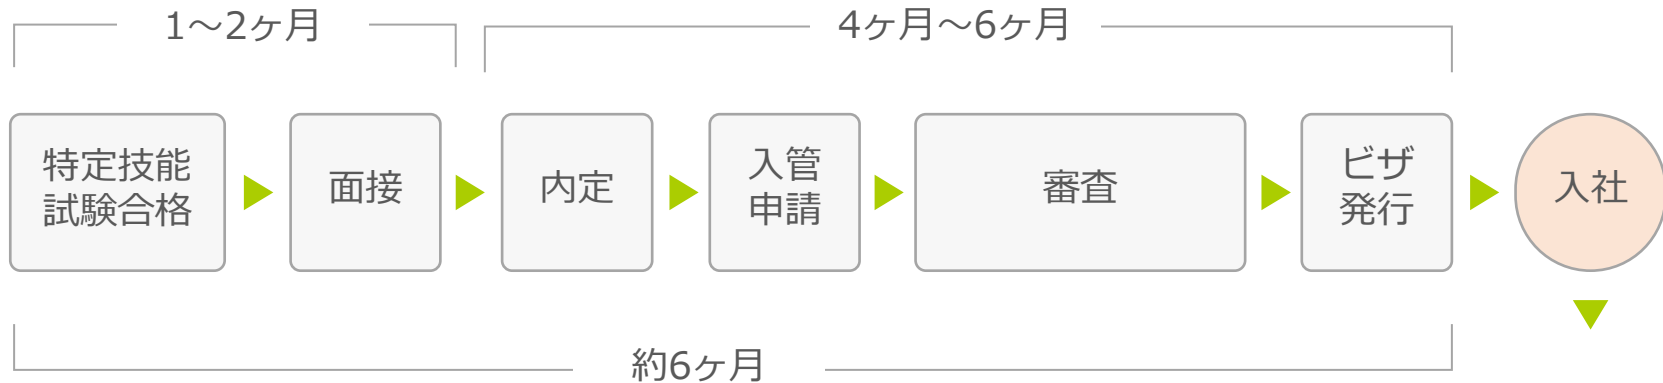 1～2ヶ月
4ヶ月～6ヶ月
特定技能
試験合格
面接
内定
入管
申請
審査
ビザ
発行
入社
約6ヶ月